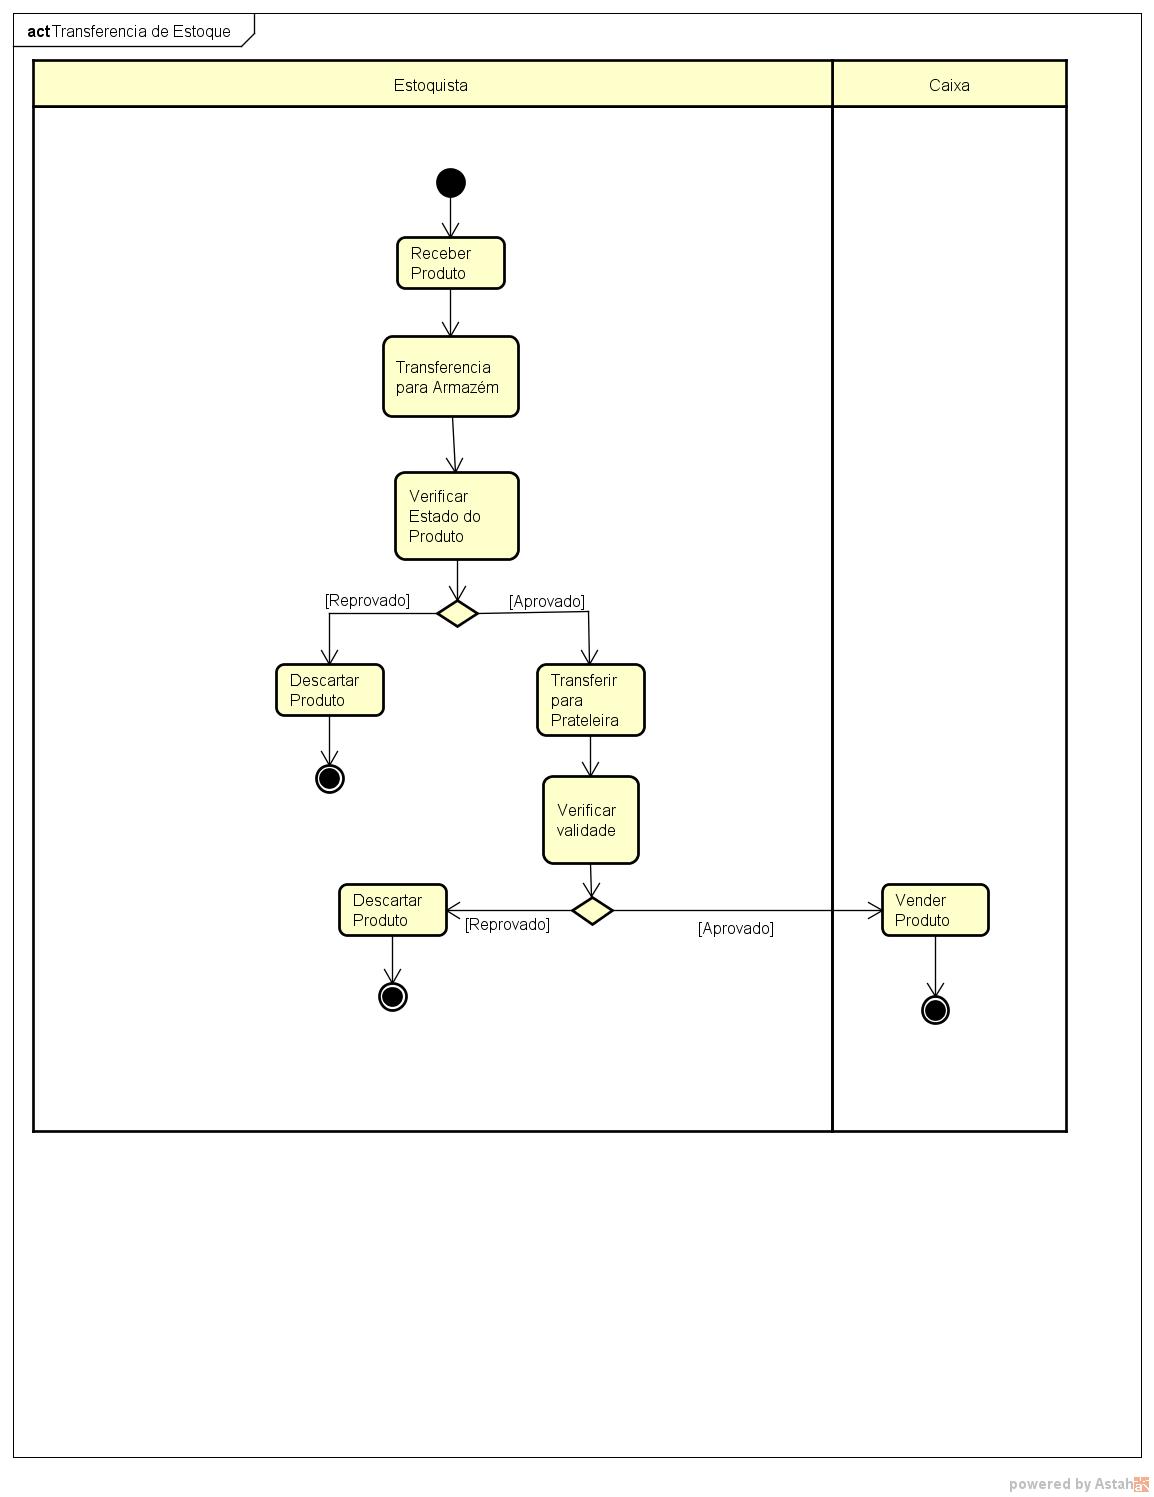 act Transferencia de Estoque
Estoquista
Caixa
Receber
Produto
Transferencia
para Armazém
Verificar
Estado do
Produto
[Reprovado]
[Aprovado]
Descartar
Produto
Transferir
para
Prateleira
Verificar
validade
Descartar
Produto
[Reprovado]
[Aprovado]
Vender
Produto
powered by Astah